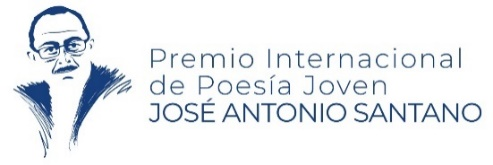 Premio Internacional
de Poesía Joven
JOSÉ ANTONIO SANTANO